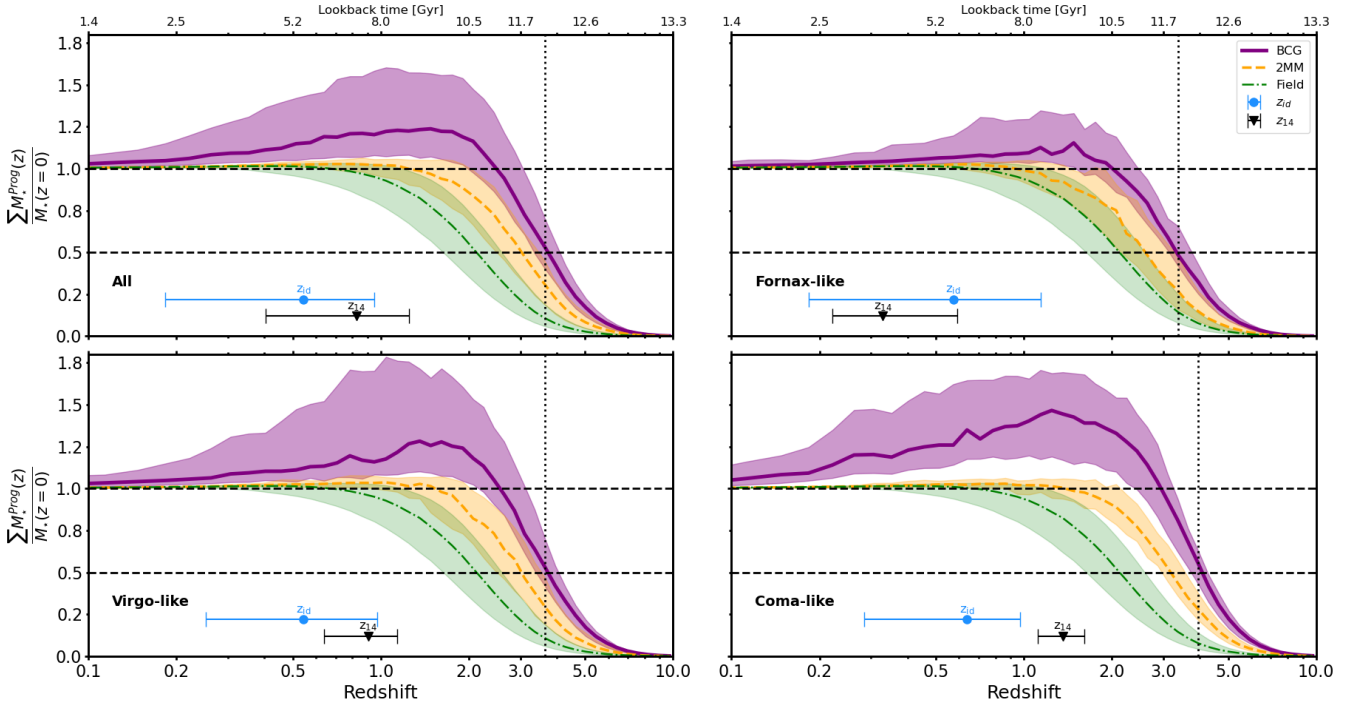 Lookback time [Gyr]
1.4 2.5 5.2 8.0 10.5 11.7 12.6 13.3
1.8
1.5
1.2
1.0
0.8
0.5
0.2
0.0
∑M⋆^Prog(z) / M⋆(z = 0)
All
z_id
z_14
Lookback time [Gyr]
1.4 2.5 5.2 8.0 10.5 11.7 12.6 13.3
BCG
2MM
Field
z_id
z_14
Fornax-like
z_id
z_14
1.8
1.5
1.2
1.0
0.8
0.5
0.2
0.0
∑M⋆^Prog(z) / M⋆(z = 0)
Virgo-like
z_id
z_14
0.1 0.2 0.5 1.0 2.0 3.0 5.0 10.0
Redshift
Coma-like
z_id
z_14
0.1 0.2 0.5 1.0 2.0 3.0 5.0 10.0
Redshift